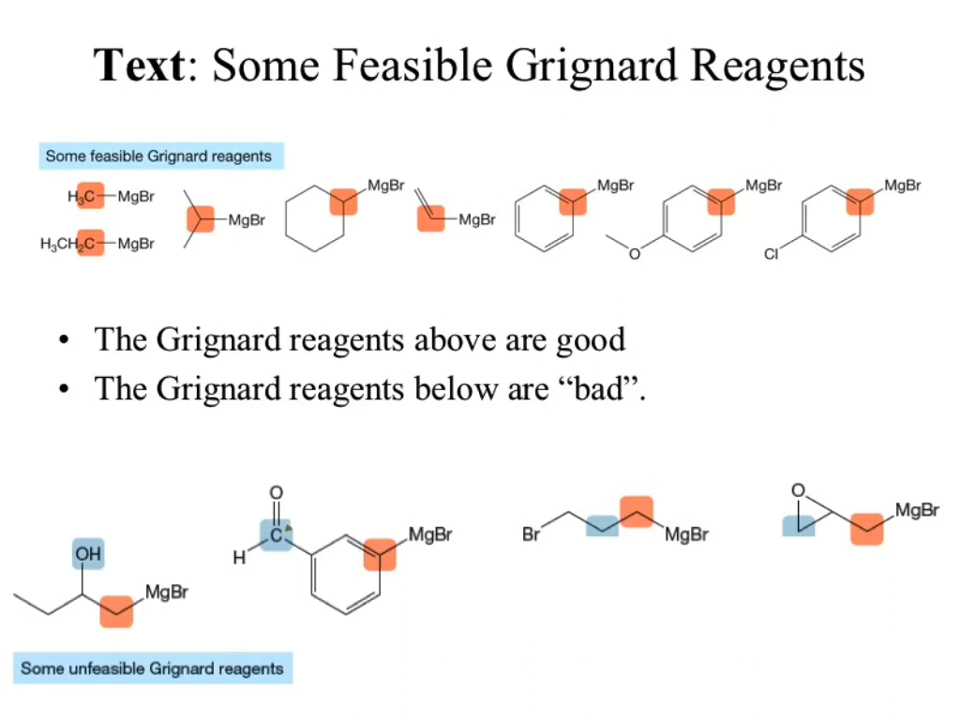 Text: Some Feasible Grignard Reagents
Some feasible Grignard reagents
H₃C—MgBr
H₃CH₂C—MgBr
MgBr
MgBr
MgBr
MgBr
O
MgBr
Cl
MgBr
• The Grignard reagents above are good
• The Grignard reagents below are “bad”.
OH
MgBr
O
C
H
MgBr
Br
MgBr
O
MgBr
Some unfeasible Grignard reagents